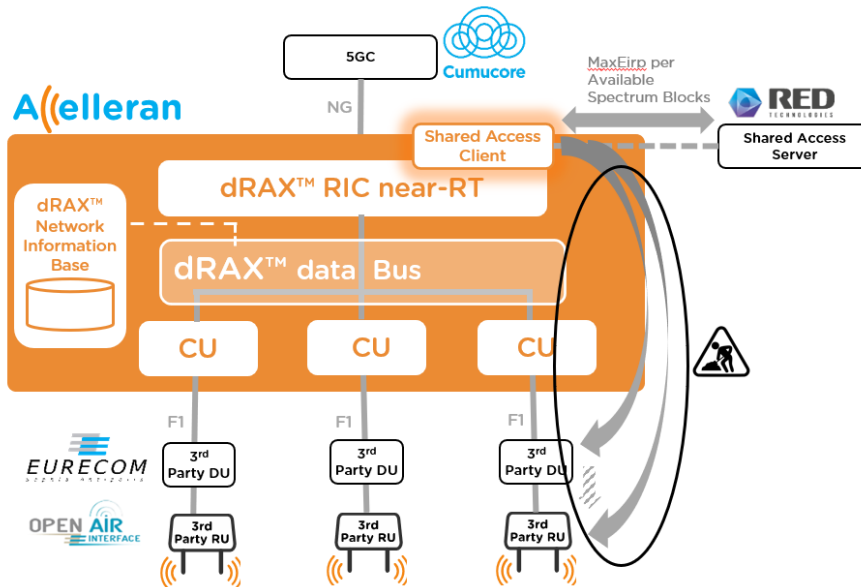 5GC
Cumucore
MaxEirp per
Available
Spectrum Blocks
RED
TECHNOLOGIES
Accelleran
NG
Shared Access
Client
Shared Access
Server
dRAX™ RIC near-RT
dRAX™
Network
Information
Base
dRAX™ data Bus
CU
CU
CU
F1
F1
F1
EURECOM
3rd
Party DU
3rd
Party DU
3rd
Party DU
OPEN AIR
INTERFACE
3rd
Party RU
3rd
Party RU
3rd
Party RU